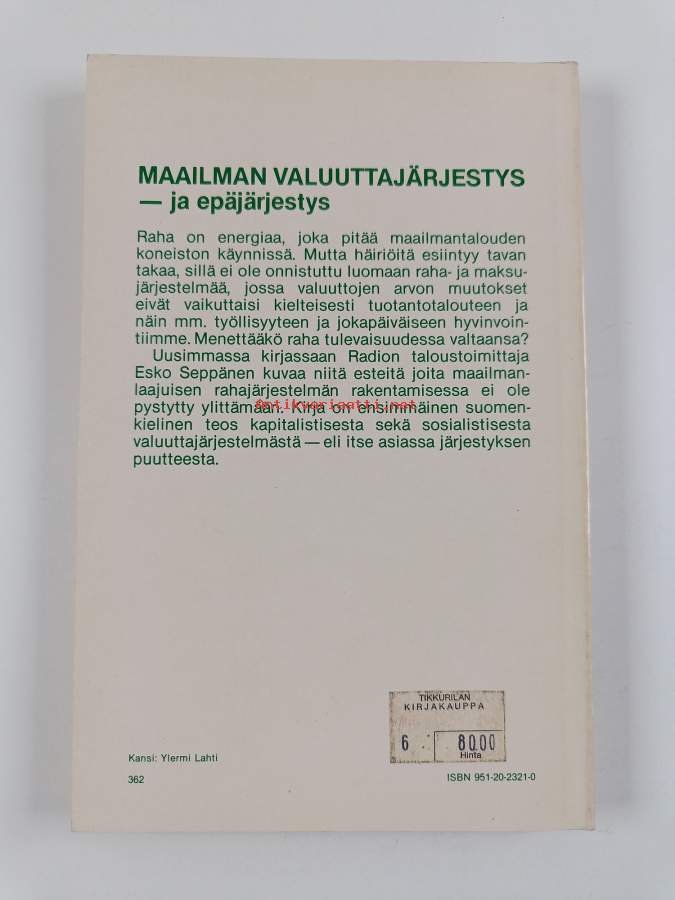 MAAILMAN VALUUTTAJÄRJESTYS
— ja epäjärjestys
Raha on energiaa, joka pitää maailmantalouden
koneiston käynnissä. Mutta häiriöitä esiintyy tavan
takaa, sillä ei ole onnistuttu luomaan raha- ja maksu-
järjestelmää, jossa valuuttojen arvon muutokset
eivät vaikuttaisi kielteisesti tuotantotalouteen ja
näin mm. työllisyyteen ja jokapäiväiseen hyvinvoin-
tiimme. Menettääkö raha tulevaisuudessa valtaansa?
Uusimmassa kirjassaan Radion taloustoimittaja
Esko Seppänen kuvaa niitä esteitä joita maailman-
laajuisen rahajärjestelmän rakentamisessa ei ole
pystytty ylittämään. Kirja on ensimmäinen suomen-
antikvariaatti.net
kielinen teos kapitalistisesta sekä sosialistisesta
valuuttajärjestelmästä — eli itse asiassa järjestyksen
puutteesta.
TIKKURILAN
KIRJAKAUPPA
6 80.00
Hinta
Kansi: Ylermi Lahti
362
ISBN 951-20-2321-0